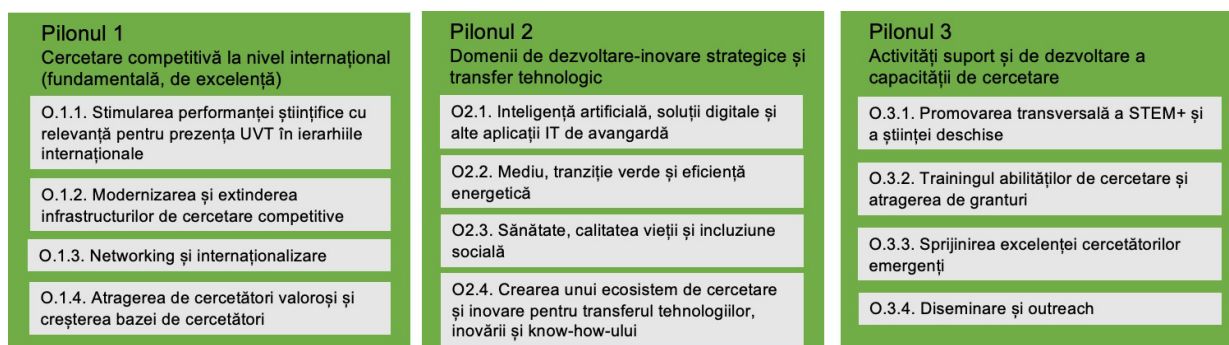 Pilonul 1
Cercetare competitivă la nivel internațional
(fundamentală, de excelență)
O.1.1. Stimularea performanței științifice cu
relevanță pentru prezența UVT în ierarhiile
internaționale
O.1.2. Modernizarea și extinderea
infrastructurilor de cercetare competitive
O.1.3. Networking și internaționalizare
O.1.4. Atragerea de cercetători valoroși și
creșterea bazei de cercetători
Pilonul 2
Domenii de dezvoltare-inovare strategice și
transfer tehnologic
O2.1. Inteligență artificială, soluții digitale și
alte aplicații IT de avangardă
O2.2. Mediu, tranziție verde și eficiență
energetică
O2.3. Sănătate, calitatea vieții și incluziune
socială
O2.4. Crearea unui ecosistem de cercetare
și inovare pentru transferul tehnologiilor,
inovării și know-how-ului
Pilonul 3
Activități suport și de dezvoltare a
capacității de cercetare
O.3.1. Promovarea transversală a STEM+ și
a științei deschise
O.3.2. Trainingul abilităților de cercetare și
atragerea de granturi
O.3.3. Sprijinirea excelenței cercetătorilor
emergenți
O.3.4. Diseminare și outreach